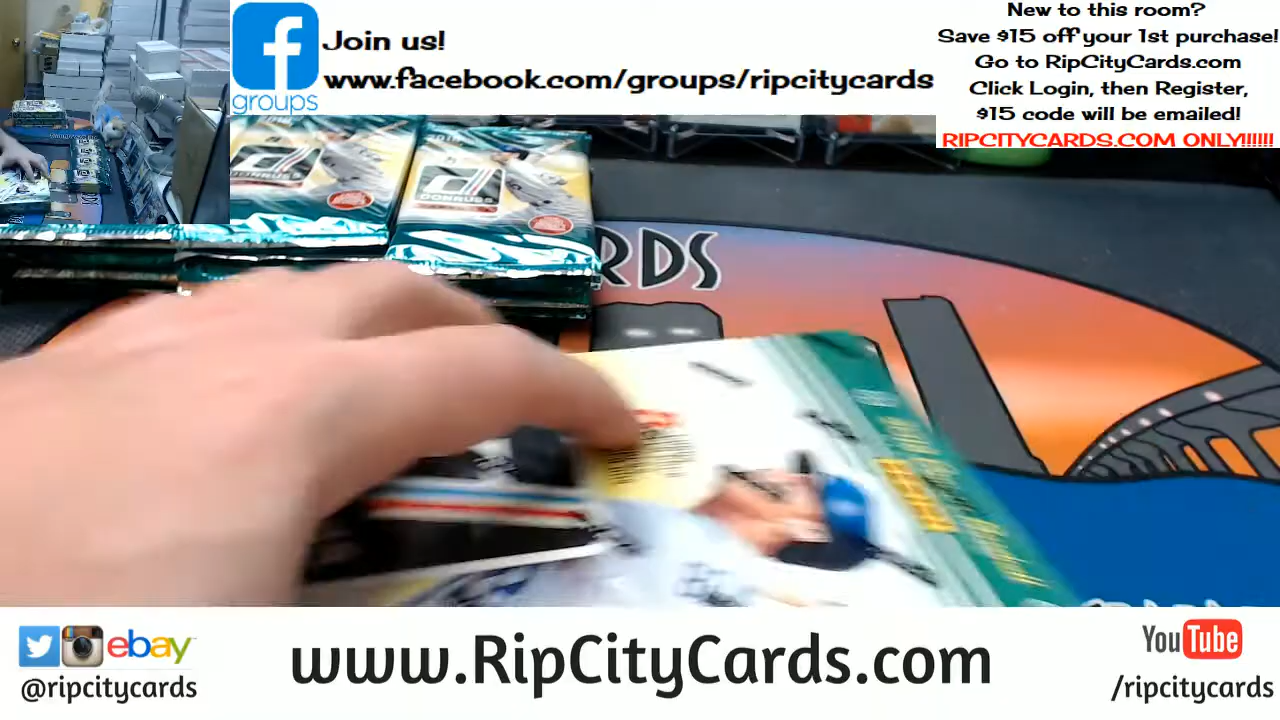 f
groups
Join us!
www.facebook.com/groups/ripcitycards
New to this room?
Save $15 off your 1st purchase!
Go to RipCityCards.com
Click Login, then Register,
$15 code will be emailed!
RIPCITYCARDS.COM ONLY!!!!!!
DONRUSS
DONRUSS
RDS
ebay
@ripcitycards
www.RipCityCards.com
YouTube
/ripcitycards